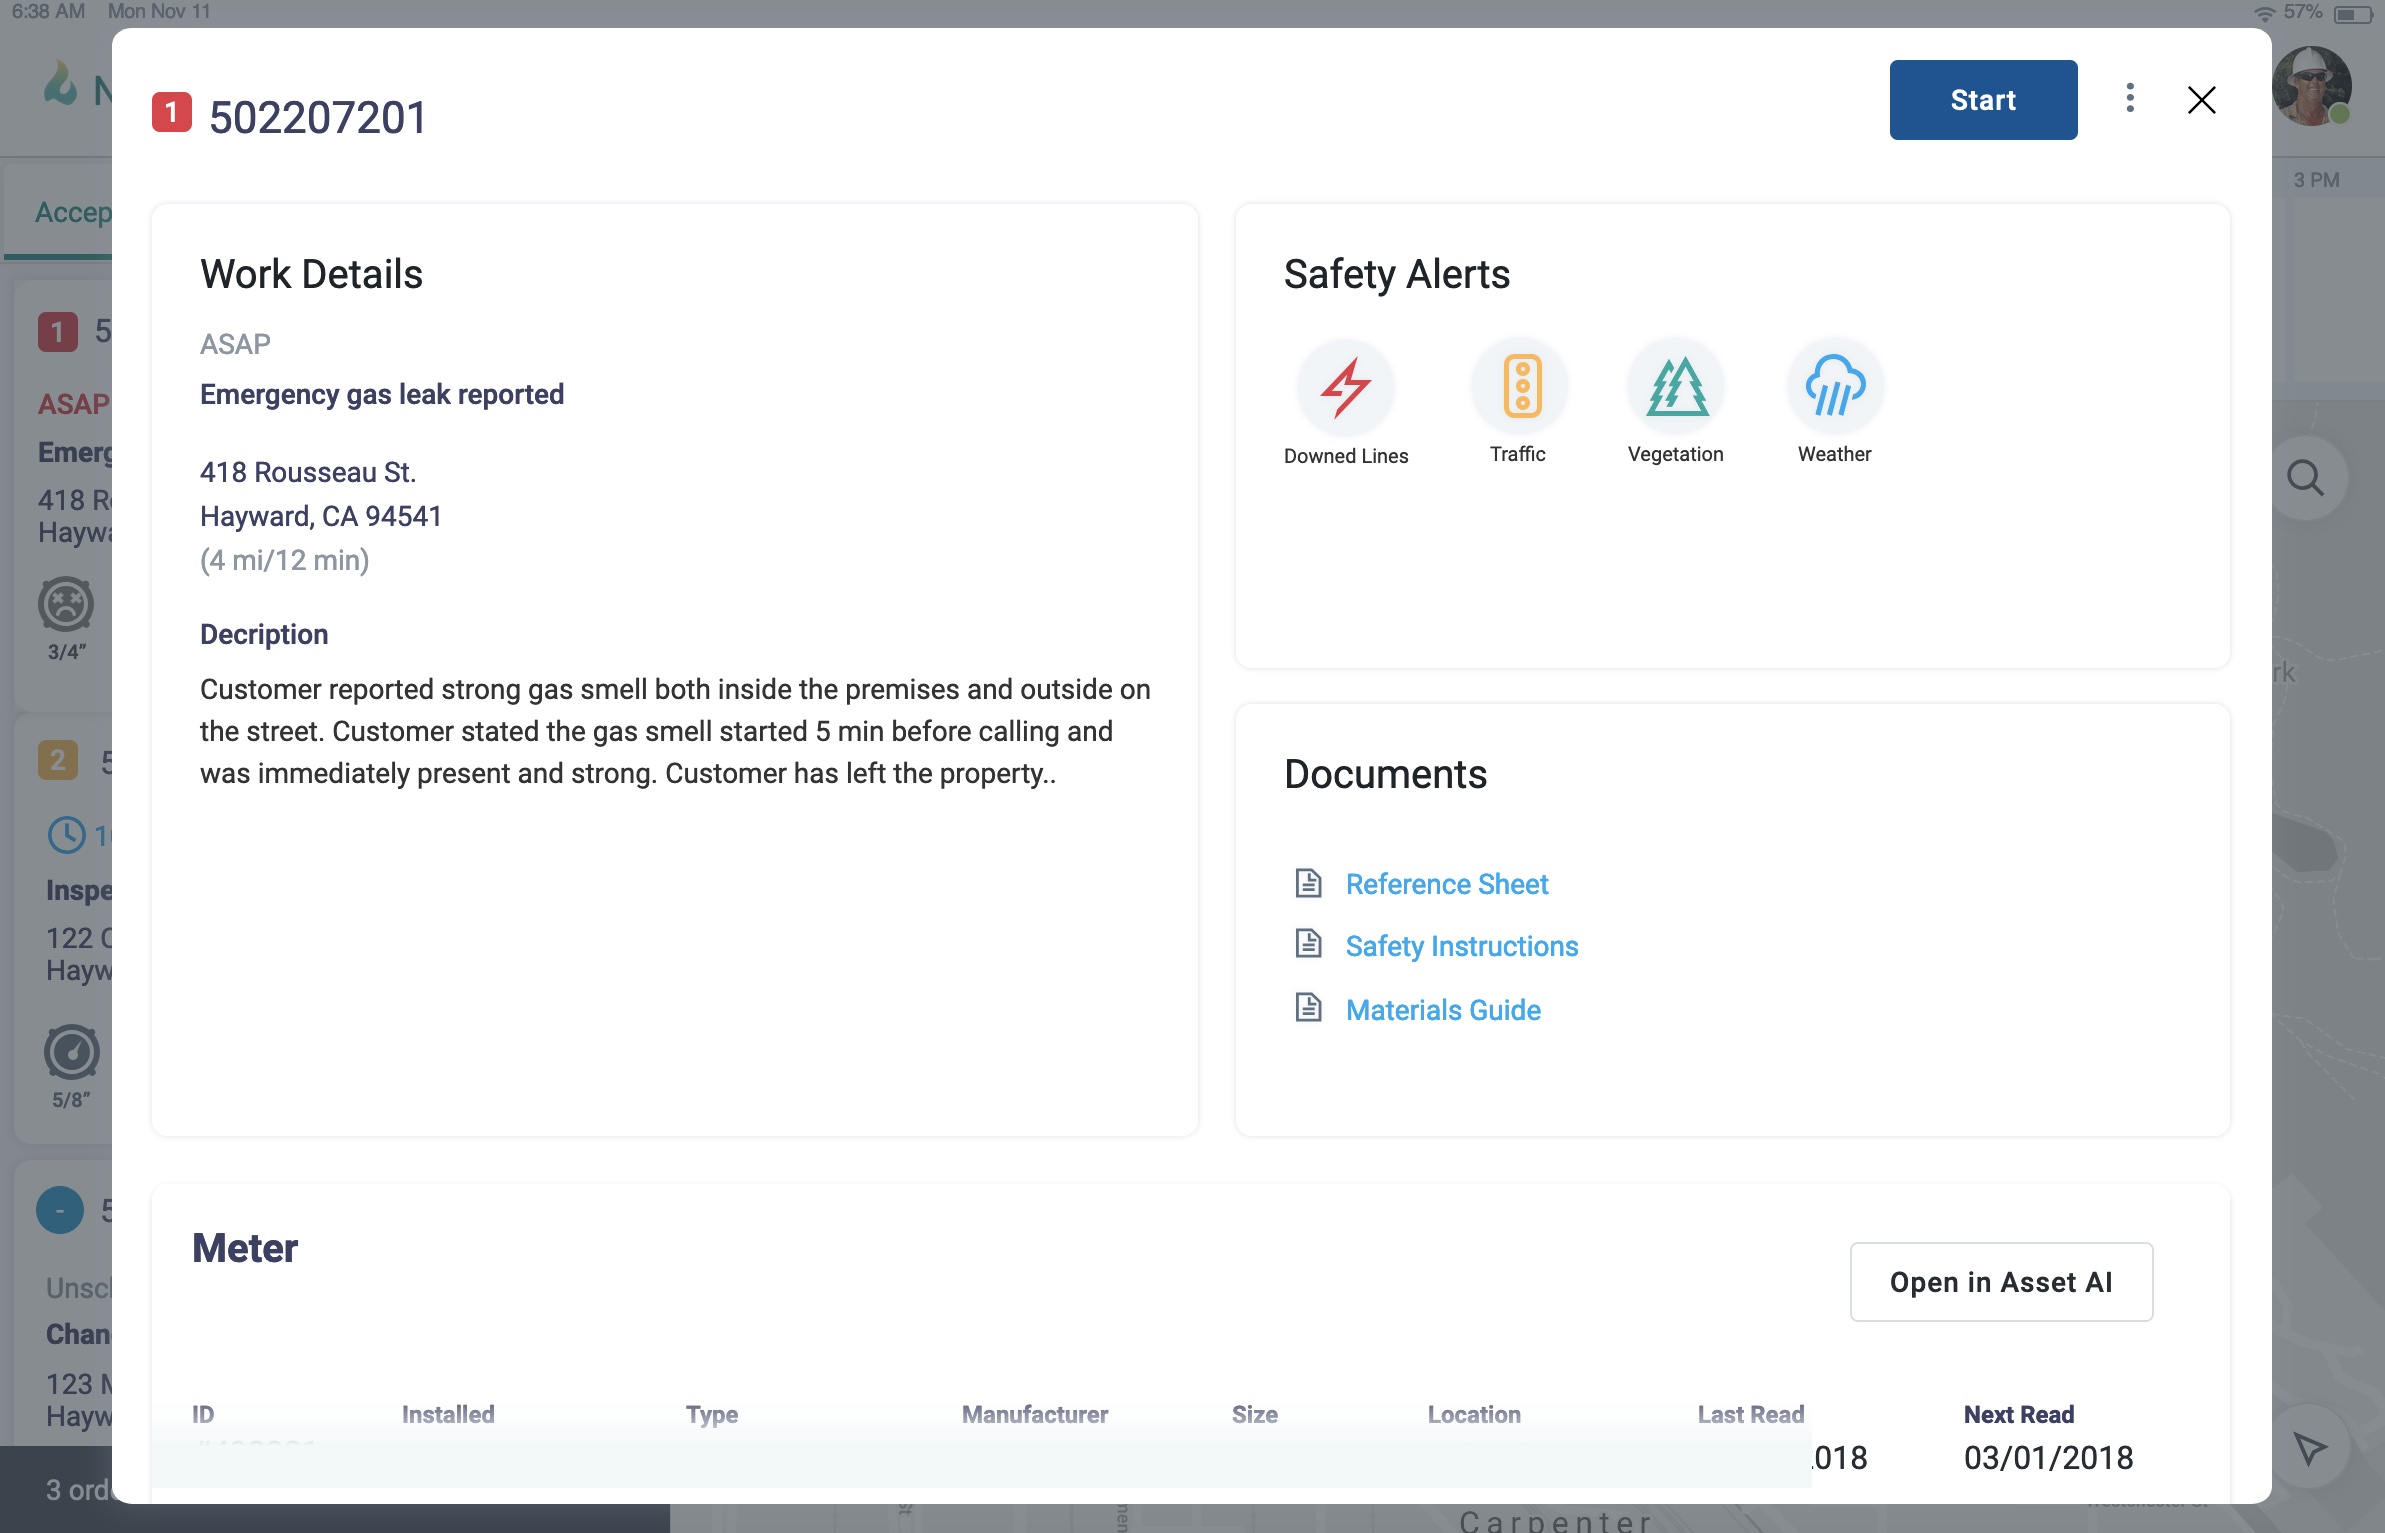 6:38 AM Mon Nov 11
57%
N
1 502207201
Start
3 PM
Accep
Work Details
ASAP
Emergency gas leak reported
418 Rousseau St.
Hayward, CA 94541
(4 mi/12 min)
Decription
Customer reported strong gas smell both inside the premises and outside on
the street. Customer stated the gas smell started 5 min before calling and
was immediately present and strong. Customer has left the property..
Safety Alerts
Downed Lines
Traffic
Vegetation
Weather
Documents
Reference Sheet
Safety Instructions
Materials Guide
1 5
ASAP
Emerg
418 R
Haywa
3/4”
2 5
1
Inspe
122 C
Hayw
5/8”
- 5
Unsc
Chan
123 M
Hayw
3 ord
rk
Meter
Open in Asset AI
ID Installed Type Manufacturer Size Location Last Read Next Read
2018 03/01/2018
St
Carpenter